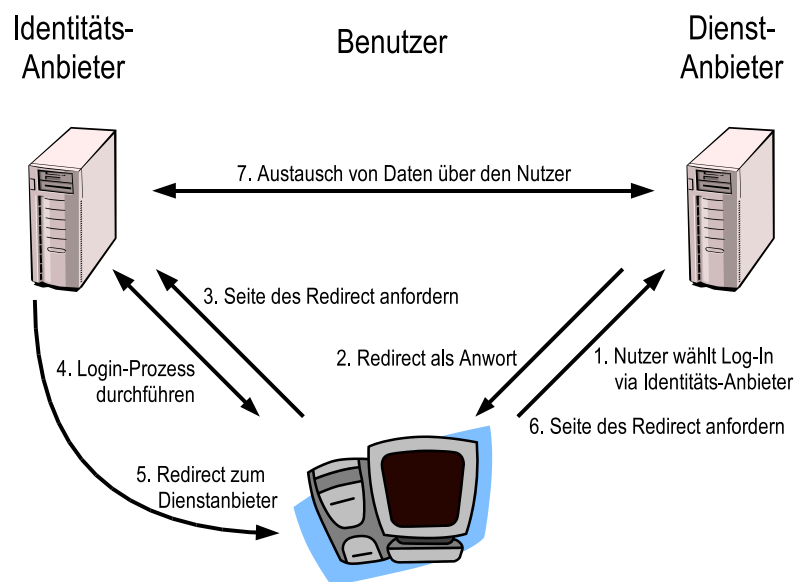 Identitäts-
Anbieter
Benutzer
Dienst-
Anbieter
7. Austausch von Daten über den Nutzer
3. Seite des Redirect anfordern
2. Redirect als Anwort
1. Nutzer wählt Log-In
via Identitäts-Anbieter
4. Login-Prozess
durchführen
6. Seite des Redirect anfordern
5. Redirect zum
Dienstanbieter